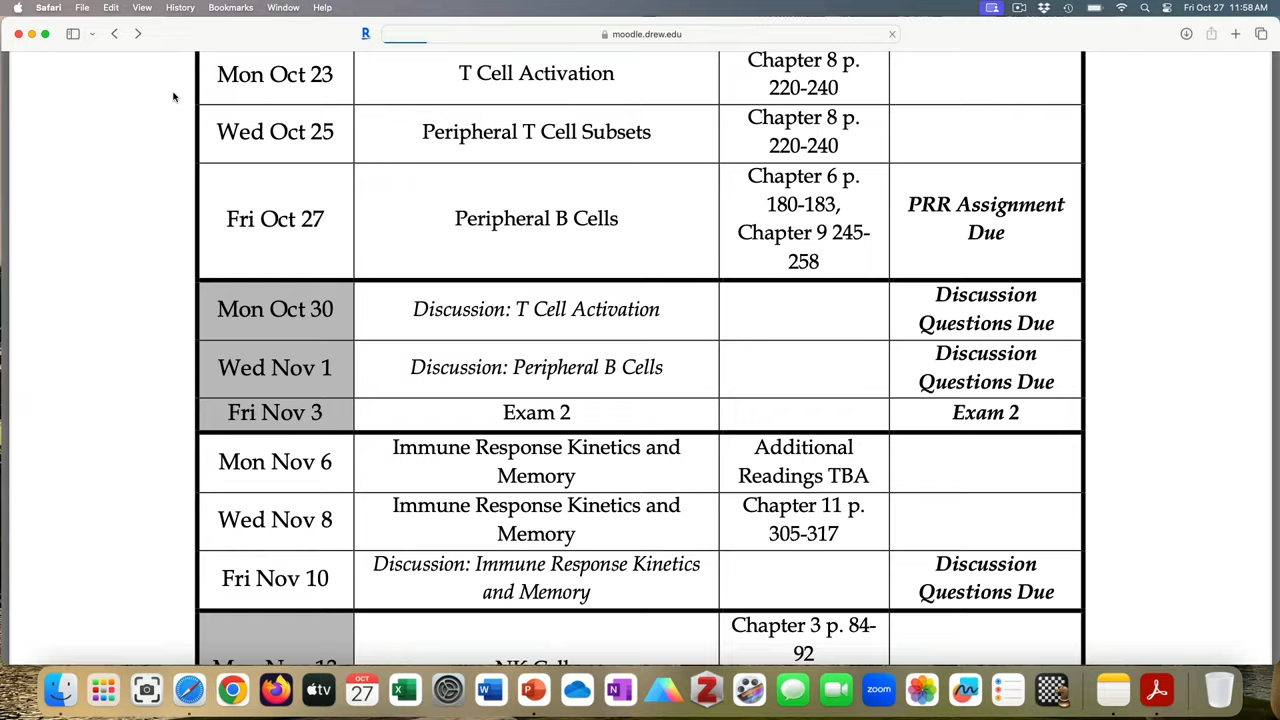 Safari File Edit View History Bookmarks Window Help Fri Oct 27 11:58 AM
R moodle.drew.edu
Mon Oct 23 T Cell Activation Chapter 8 p.
220-240
Wed Oct 25 Peripheral T Cell Subsets Chapter 8 p.
220-240
Fri Oct 27 Peripheral B Cells Chapter 6 p.
180-183,
Chapter 9 245-
258
PRR Assignment
Due
Mon Oct 30 Discussion: T Cell Activation Discussion
Questions Due
Wed Nov 1 Discussion: Peripheral B Cells Discussion
Questions Due
Fri Nov 3 Exam 2 Exam 2
Mon Nov 6 Immune Response Kinetics and
Memory
Additional
Readings TBA
Wed Nov 8 Immune Response Kinetics and
Memory
Chapter 11 p.
305-317
Fri Nov 10 Discussion: Immune Response Kinetics
and Memory
Discussion
Questions Due
Chapter 3 p. 84-
92
OCT
27
tv
X
W
P
N
Z
zoom